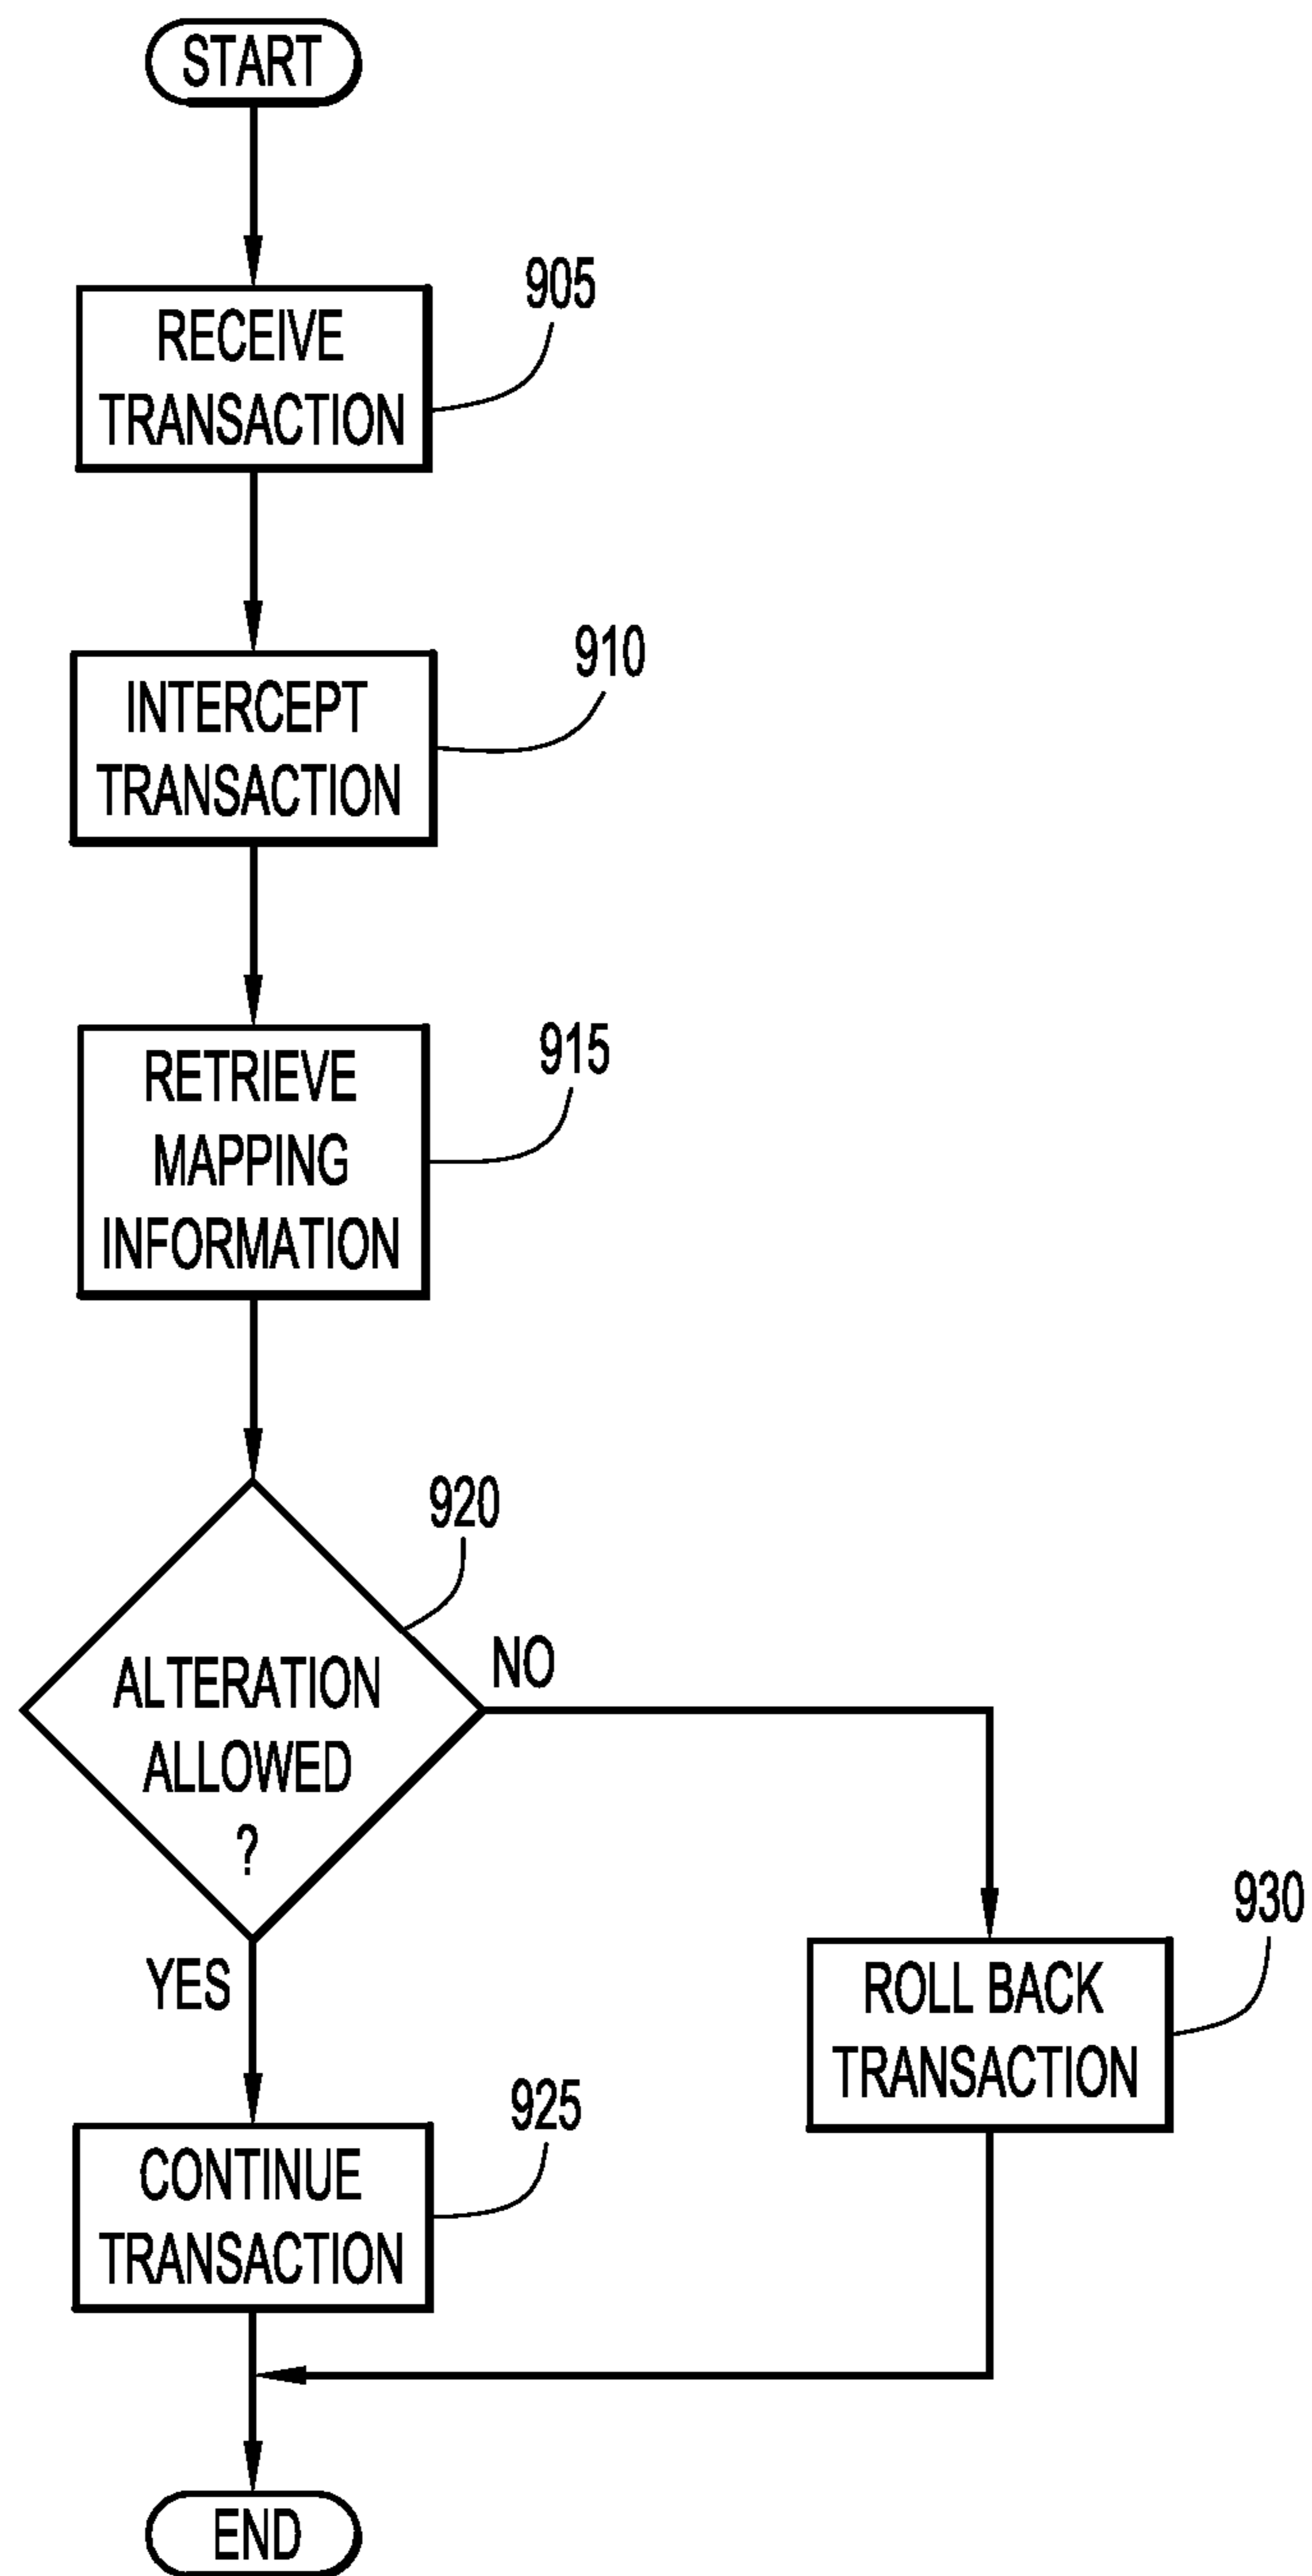 START
905
RECEIVE
TRANSACTION
910
INTERCEPT
TRANSACTION
915
RETRIEVE
MAPPING
INFORMATION
920
ALTERATION
ALLOWED
?
NO
YES
930
ROLL BACK
TRANSACTION
925
CONTINUE
TRANSACTION
END